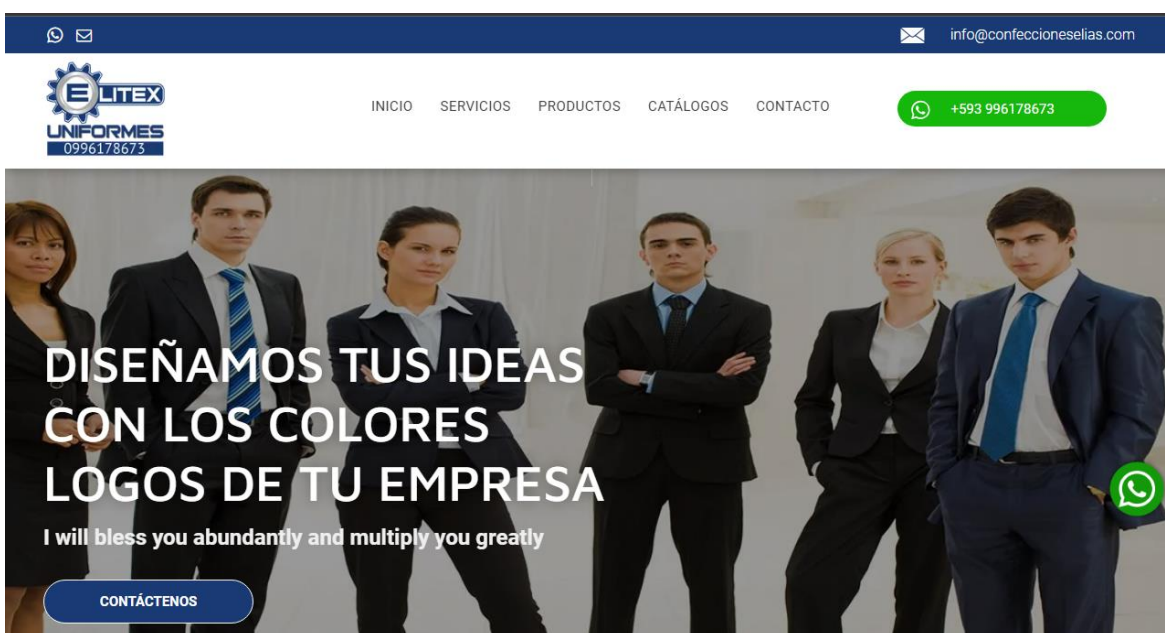 info@confeccioneselias.com
ELITEX
UNIFORMES
0996178673
INICIO SERVICIOS PRODUCTOS CATÁLOGOS CONTACTO
+593 996178673
DISEÑAMOS TUS IDEAS
CON LOS COLORES
LOGOS DE TU EMPRESA
I will bless you abundantly and multiply you greatly
CONTÁCTENOS